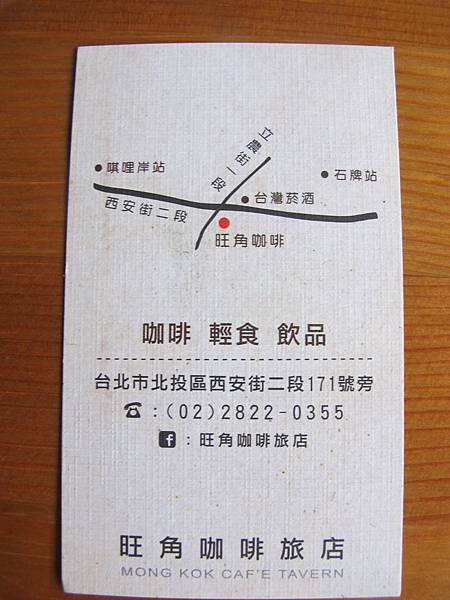 立農街一段
唭哩岸站
石牌站
台灣菸酒
西安街二段
旺角咖啡
咖啡 輕食 飲品
台北市北投區西安街二段171號旁
☎:(02)2822-0355
f:旺角咖啡旅店
旺角咖啡旅店
MONG KOK CAF'E TAVERN